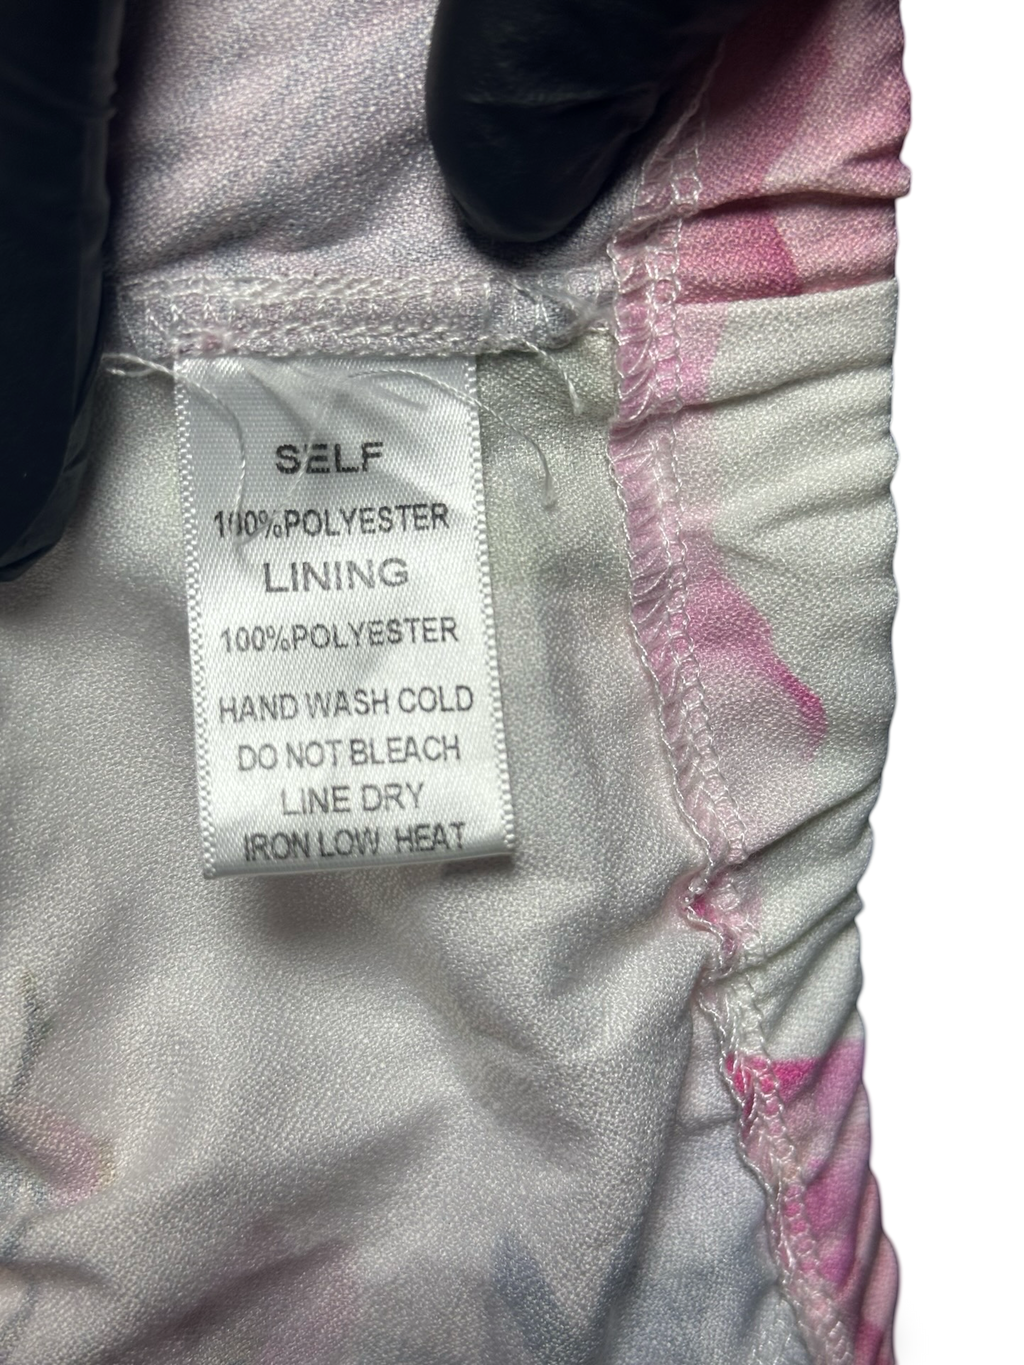 SELF
100%POLYESTER
LINING
100%POLYESTER
HAND WASH COLD
DO NOT BLEACH
LINE DRY
IRON LOW HEAT